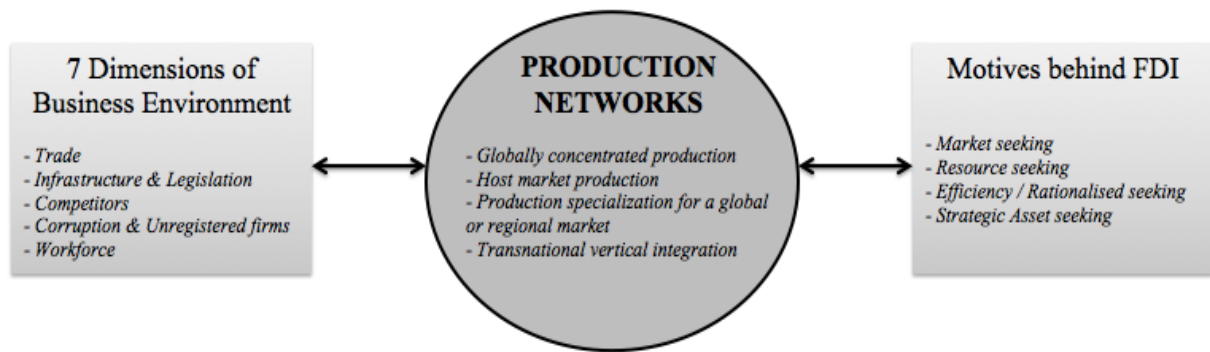 7 Dimensions of
Business Environment
- Trade
- Infrastructure & Legislation
- Competitors
- Corruption & Unregistered firms
- Workforce
PRODUCTION
NETWORKS
- Globally concentrated production
- Host market production
- Production specialization for a global
or regional market
- Transnational vertical integration
Motives behind FDI
- Market seeking
- Resource seeking
- Efficiency / Rationalised seeking
- Strategic Asset seeking